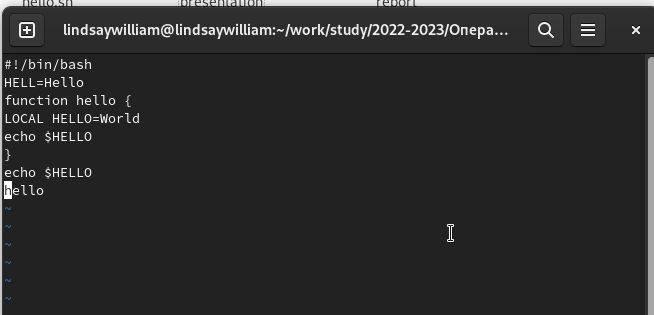 hello.sh presentation report
lindsaywilliam@lindsaywilliam:~/work/study/2022-2023/Опера...
#!/bin/bash
HELL=Hello
function hello {
LOCAL HELLO=World
echo $HELLO
}
echo $HELLO
hello
~
~
~
~
~
~